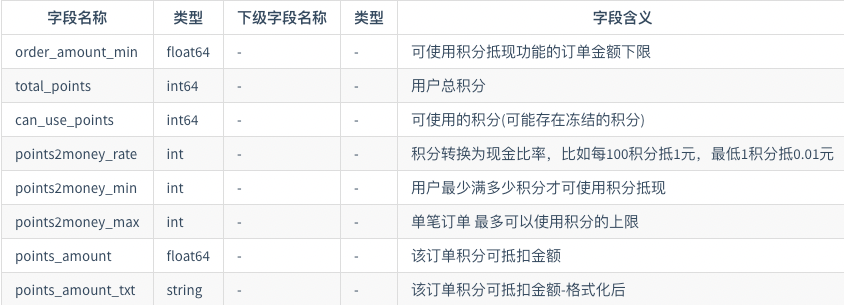 字段名称 类型 下级字段名称 类型 字段含义
order_amount_min float64 - - 可使用积分抵现功能的订单金额下限
total_points int64 - - 用户总积分
can_use_points int64 - - 可使用的积分(可能存在冻结的积分)
points2money_rate int - - 积分转换为现金比率，比如每100积分抵1元，最低1积分抵0.01元
points2money_min int - - 用户最少满多少积分才可使用积分抵现
points2money_max int - - 单笔订单 最多可以使用积分的上限
points_amount float64 - - 该订单积分可抵扣金额
points_amount_txt string - - 该订单积分可抵扣金额-格式化后